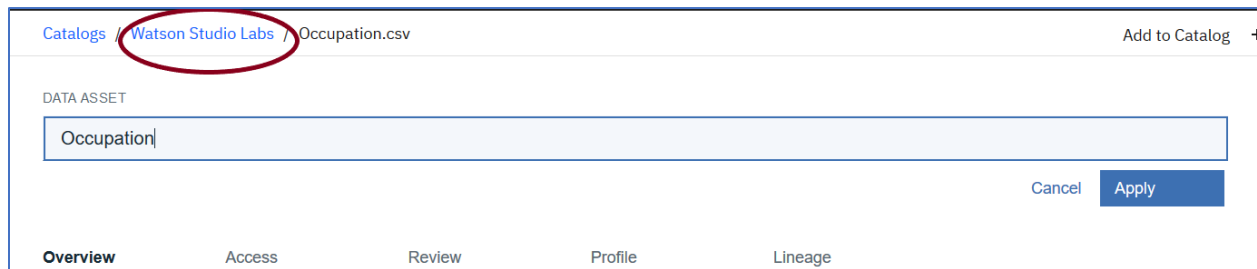 Catalogs / Watson Studio Labs / Occupation.csv Add to Catalog +
DATA ASSET
Occupation
Cancel Apply
Overview Access Review Profile Lineage